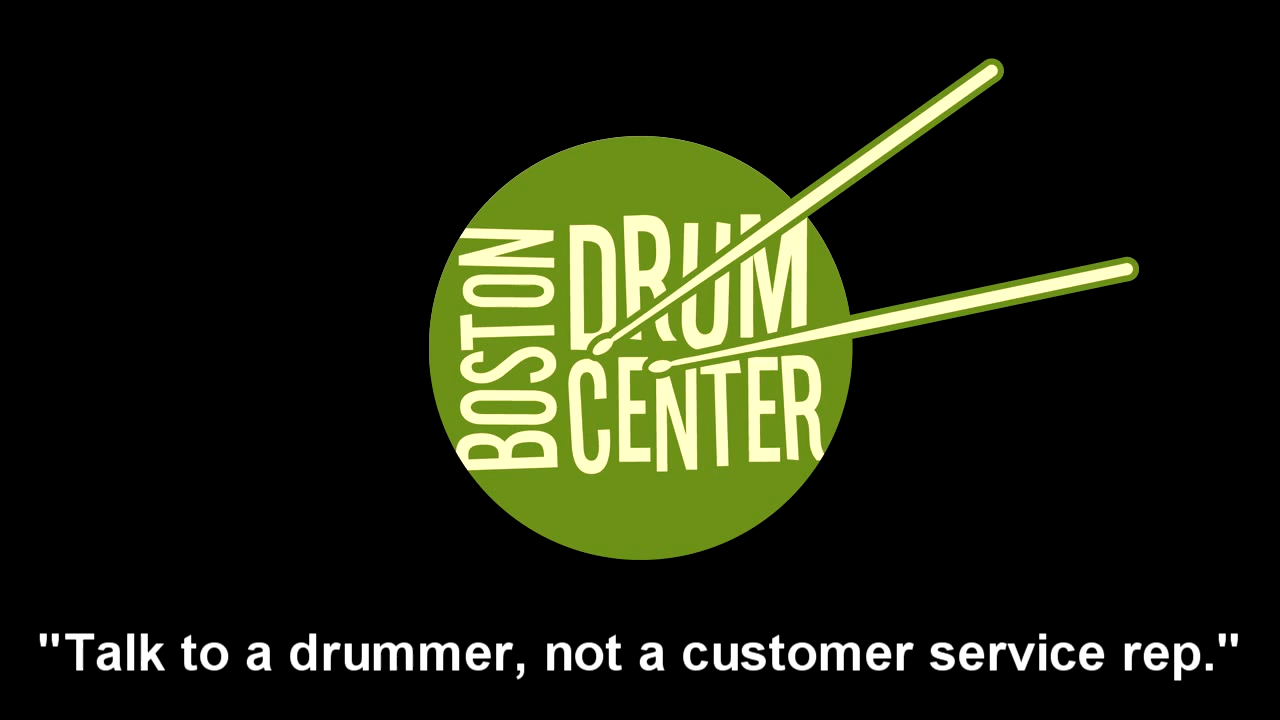 BOSTON
DRUM
CENTER
"Talk to a drummer, not a customer service rep."